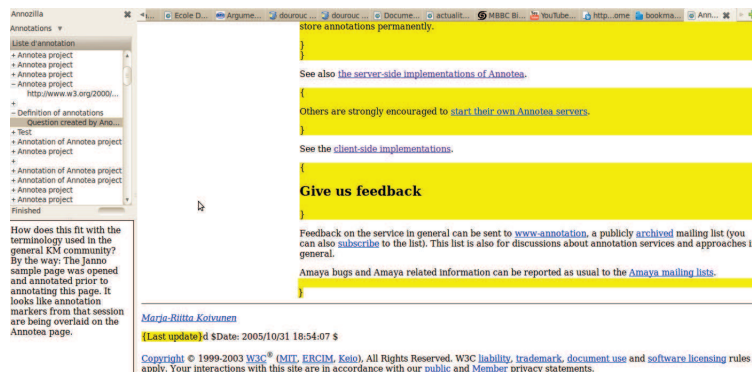 Annozilla
Ecole D... Argume... dourouc ... dourouc ... Docume... actualit... MBBC Bi... YouTube... http...ome bookma... Ann...
Annotations
Liste d'annotation
+ Annotea project
+ Annotea project
+ Annotea project
− Annotea project
http://www.w3.org/2000/...
+
− Definition of annotations
Question created by Ano...
+ Test
+ Annotation of Annotea project
+ Annotea project
+
+ Annotation of Annotea project
+ Annotation of Annotea project
+ Annotea project
+ Annotea project
Finished
How does this fit with the
terminology used in the
general KM community?
By the way: The Janno
sample page was opened
and annotated prior to
annotating this page. It
looks like annotation
markers from that session
are being overlaid on the
Annotea page.
store annotations permanently.
}
}
See also the server-side implementations of Annotea.
{
Others are strongly encouraged to start their own Annotea servers.
}
See the client-side implementations.
{
Give us feedback
}
Feedback on the service in general can be sent to www-annotation, a publicly archived mailing list (you
can also subscribe to the list). This list is also for discussions about annotation services and approaches i
general.
Amaya bugs and Amaya related information can be reported as usual to the Amaya mailing lists.
}
Marja-Riitta Koivunen
{Last update}d $Date: 2005/10/31 18:54:07 $
Copyright © 1999-2003 W3C® (MIT, ERCIM, Keio), All Rights Reserved. W3C liability, trademark, document use and software licensing rules
apply. Your interactions with this site are in accordance with our public and Member privacy statements.